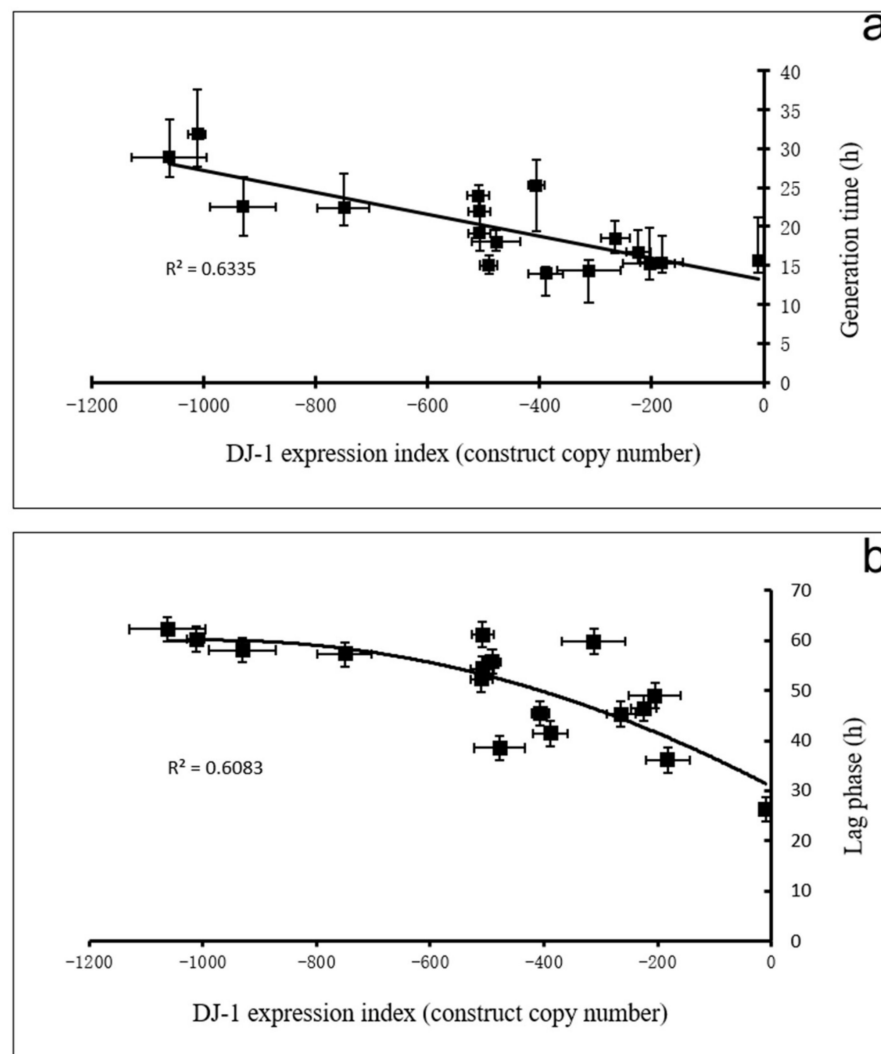 a
40
35
30
25
20
15
10
5
0
Generation time (h)
R² = 0.6335
-1200 -1000 -800 -600 -400 -200 0
DJ-1 expression index (construct copy number)
b
70
60
50
40
30
20
10
0
Lag phase (h)
R² = 0.6083
-1200 -1000 -800 -600 -400 -200 0
DJ-1 expression index (construct copy number)